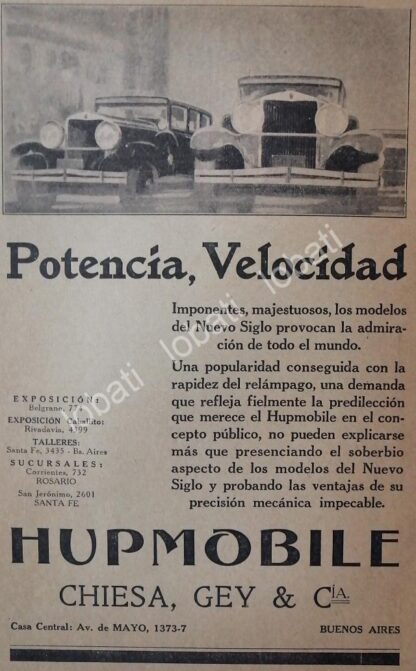 Potencia, Velocidad
Imponentes, majestuosos, los modelos
del Nuevo Siglo provocan la admira-
ción de todo el mundo.
Una popularidad conseguida con la
rapidez del relámpago, una demanda
que refleja fielmente la predilección
que merece el Hupmobile en el con-
cepto público, no pueden explicarse
más que presenciando el soberbio
aspecto de los modelos del Nuevo
Siglo y probando las ventajas de su
precisión mecánica impecable.
EXPOSICIÓN:
Belgrano, 774
EXPOSICIÓN Caballito:
Rivadavia, 4999
TALLERES:
Santa Fe, 3435 - Bs. Aires
SUCURSALES:
Corrientes, 732
ROSARIO
San Jerónimo, 2601
SANTA FE
HUPMOBILE
CHIESA, GEY & CÍA.
Casa Central: Av. de MAYO, 1373-7 BUENOS AIRES
lobati lobati lobati